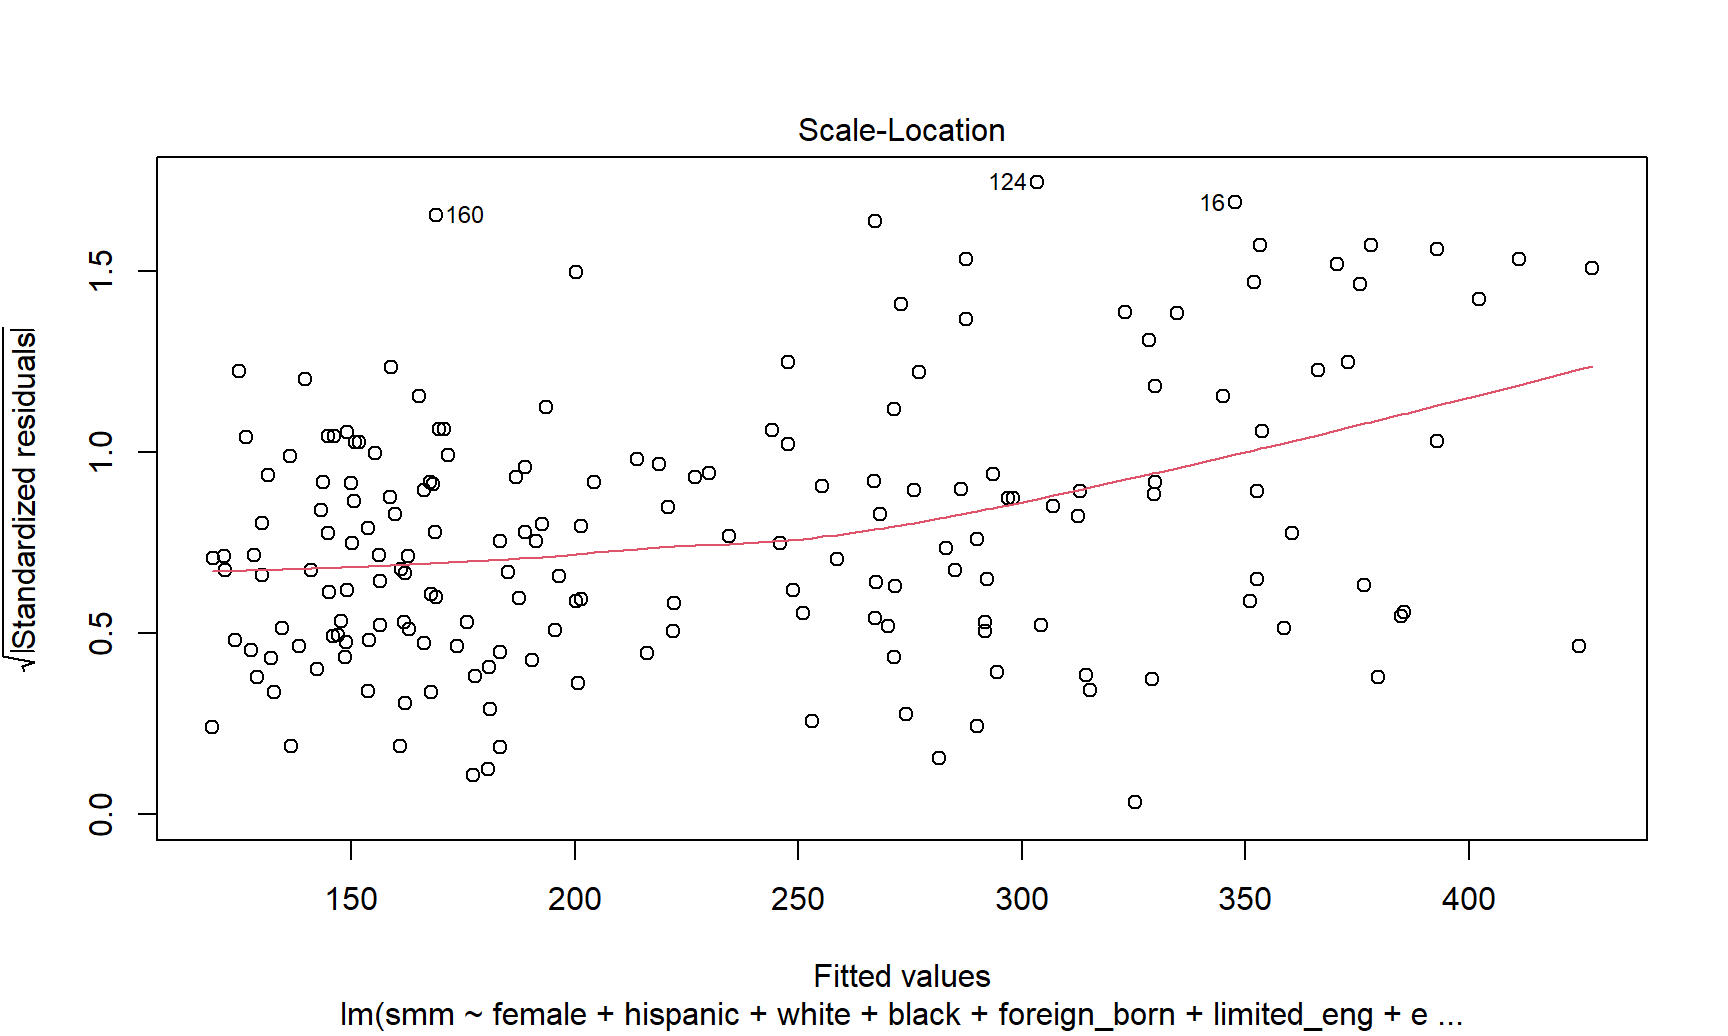 Scale-Location
124
16
160
√|Standardized residuals|
1.5
1.0
0.5
0.0
150 200 250 300 350 400
Fitted values
lm(smm ~ female + hispanic + white + black + foreign_born + limited_eng + e ...